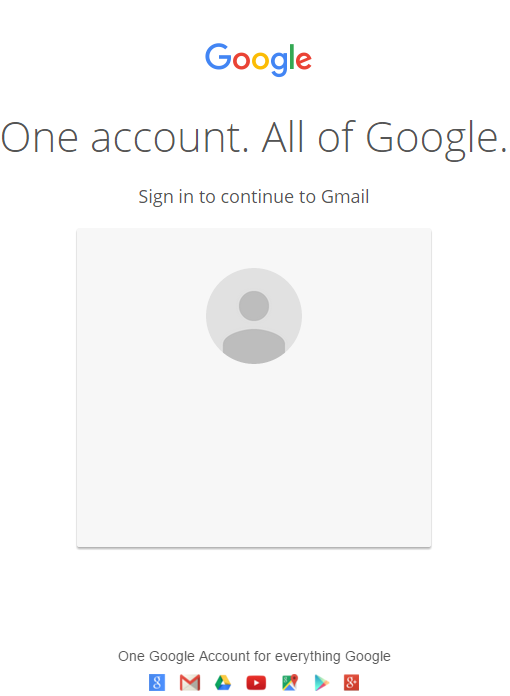 Google
One account. All of Google.
Sign in to continue to Gmail
One Google Account for everything Google